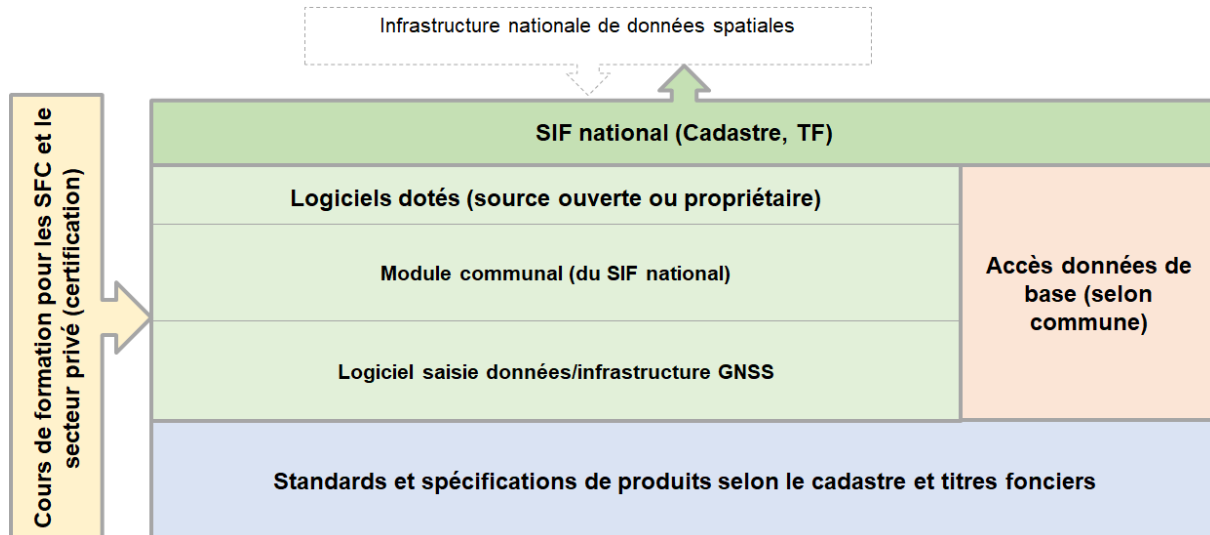 Infrastructure nationale de données spatiales
Cours de formation pour les SFC et le
secteur privé (certification)
SIF national (Cadastre, TF)
Logiciels dotés (source ouverte ou propriétaire)
Module communal (du SIF national)
Logiciel saisie données/infrastructure GNSS
Accès données de
base (selon
commune)
Standards et spécifications de produits selon le cadastre et titres fonciers